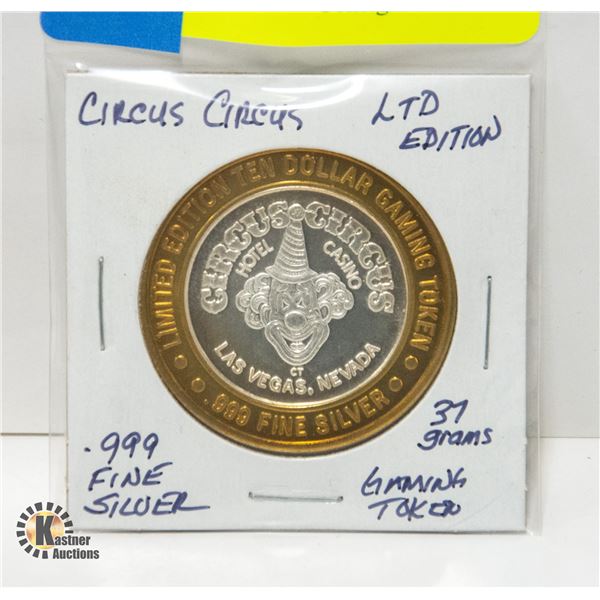 CIRCUS CIRCUS
LTD
EDITION
LIMITED EDITION TEN DOLLAR GAMING TOKEN
CIRCUS CIRCUS
HOTEL CASINO
CT
LAS VEGAS, NEVADA
.999 FINE SILVER
.999
FINE
SILVER
37
grams
GAMING
TOKEN
Kastner
Auctions